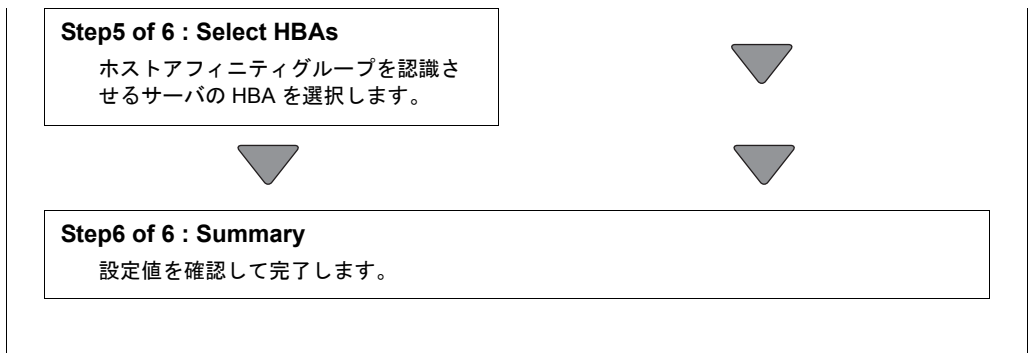 Step5 of 6 : Select HBAs
ホストアフィニティグループを認識さ
せるサーバの HBA を選択します。
Step6 of 6 : Summary
設定値を確認して完了します。